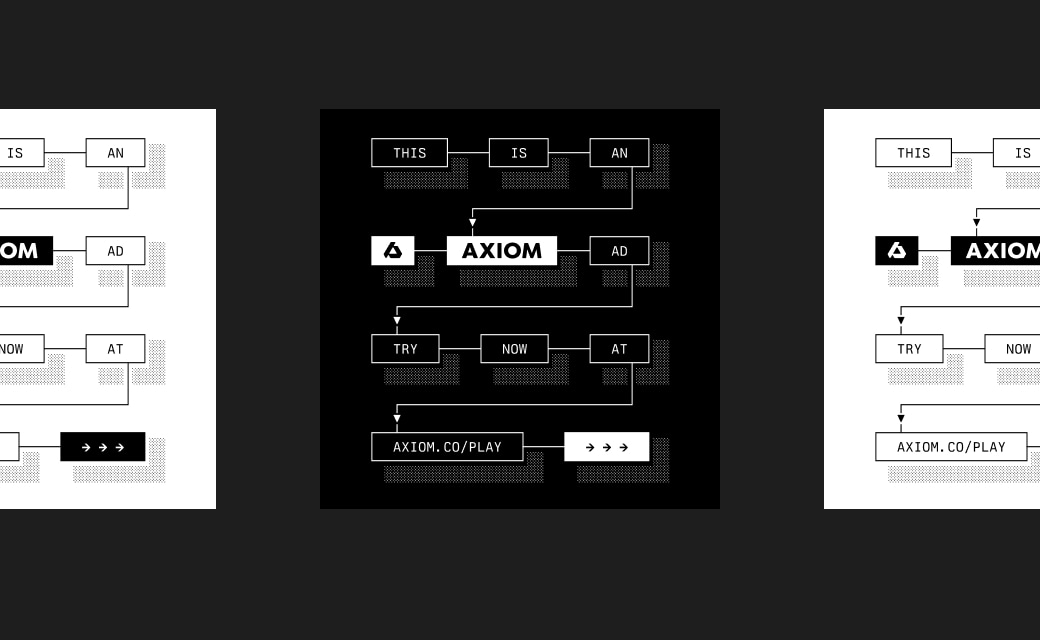 IS AN
OM AD
NOW AT
→ → →
THIS IS AN
AXIOM AD
TRY NOW AT
AXIOM.CO/PLAY → → →
THIS IS
AXIOM
TRY NOW
AXIOM.CO/PLAY